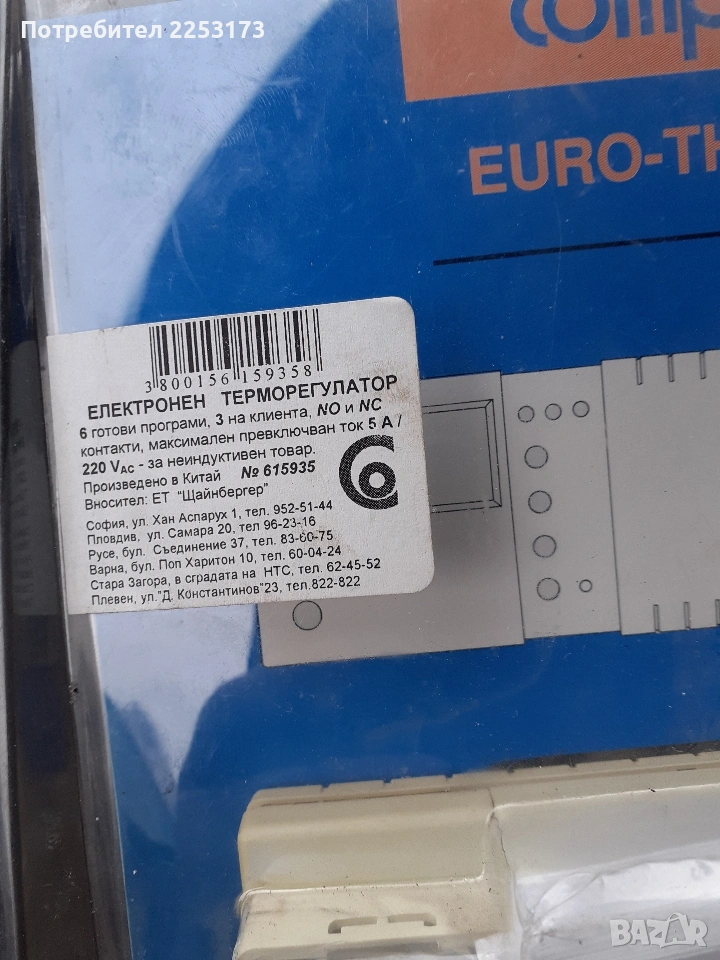 Потребител 2253173
comp
EURO-TH
3 800156 159358
ЕЛЕКТРОНЕН ТЕРМОРЕГУЛАТОР
6 готови програми, 3 на клиента, NO и NC
контакти, максимален превключван ток 5 А /
220 VAC - за неиндуктивен товар.
Произведено в Китай № 615935
Вносител: ЕТ "Щайнбергер"
София, ул. Хан Аспарух 1, тел. 952-51-44
Пловдив, ул. Самара 20, тел 96-23-16
Русе, бул. Съединение 37, тел. 83-60-75
Варна, бул. Поп Харитон 10, тел. 60-04-24
Стара Загора, в сградата на НТС, тел. 62-45-52
Плевен, ул."Д. Константинов"23, тел.822-822
BAZAR